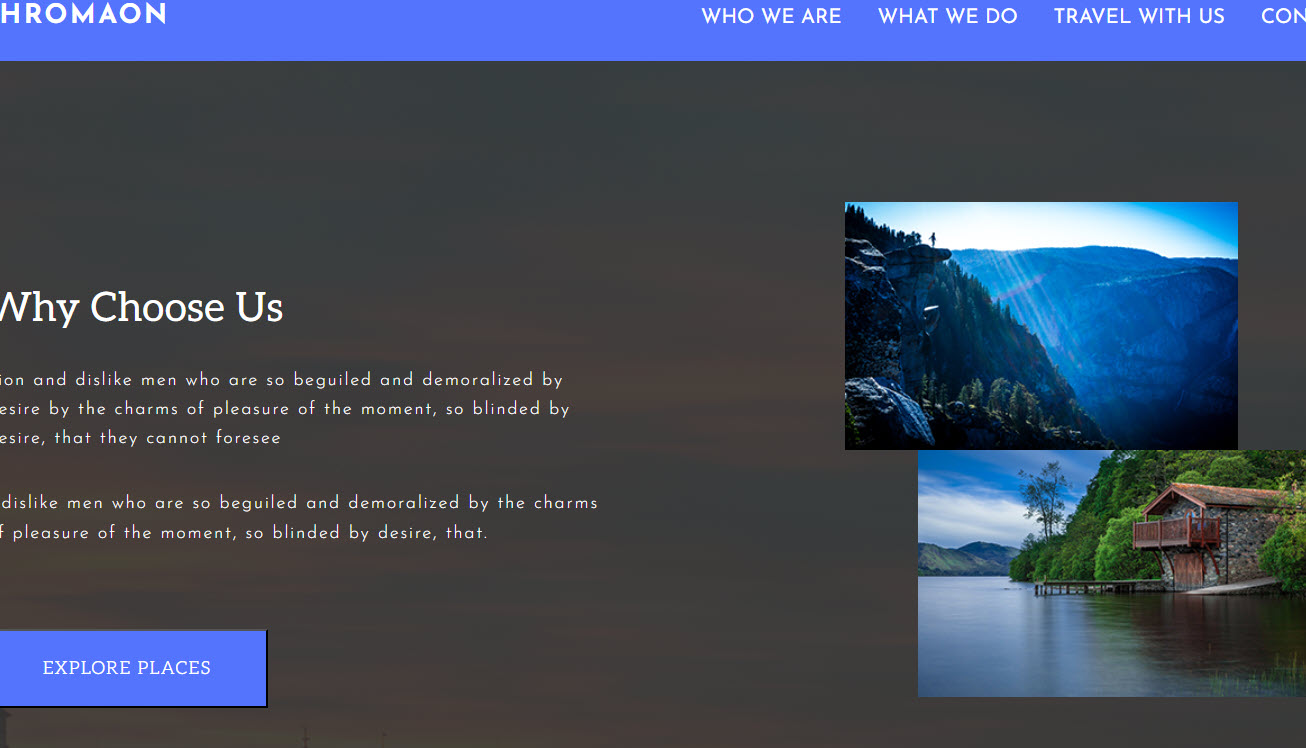 HROMAON
WHO WE ARE
WHAT WE DO
TRAVEL WITH US
CON
Why Choose Us
ion and dislike men who are so beguiled and demoralized by
esire by the charms of pleasure of the moment, so blinded by
esire, that they cannot foresee
dislike men who are so beguiled and demoralized by the charms
f pleasure of the moment, so blinded by desire, that.
EXPLORE PLACES